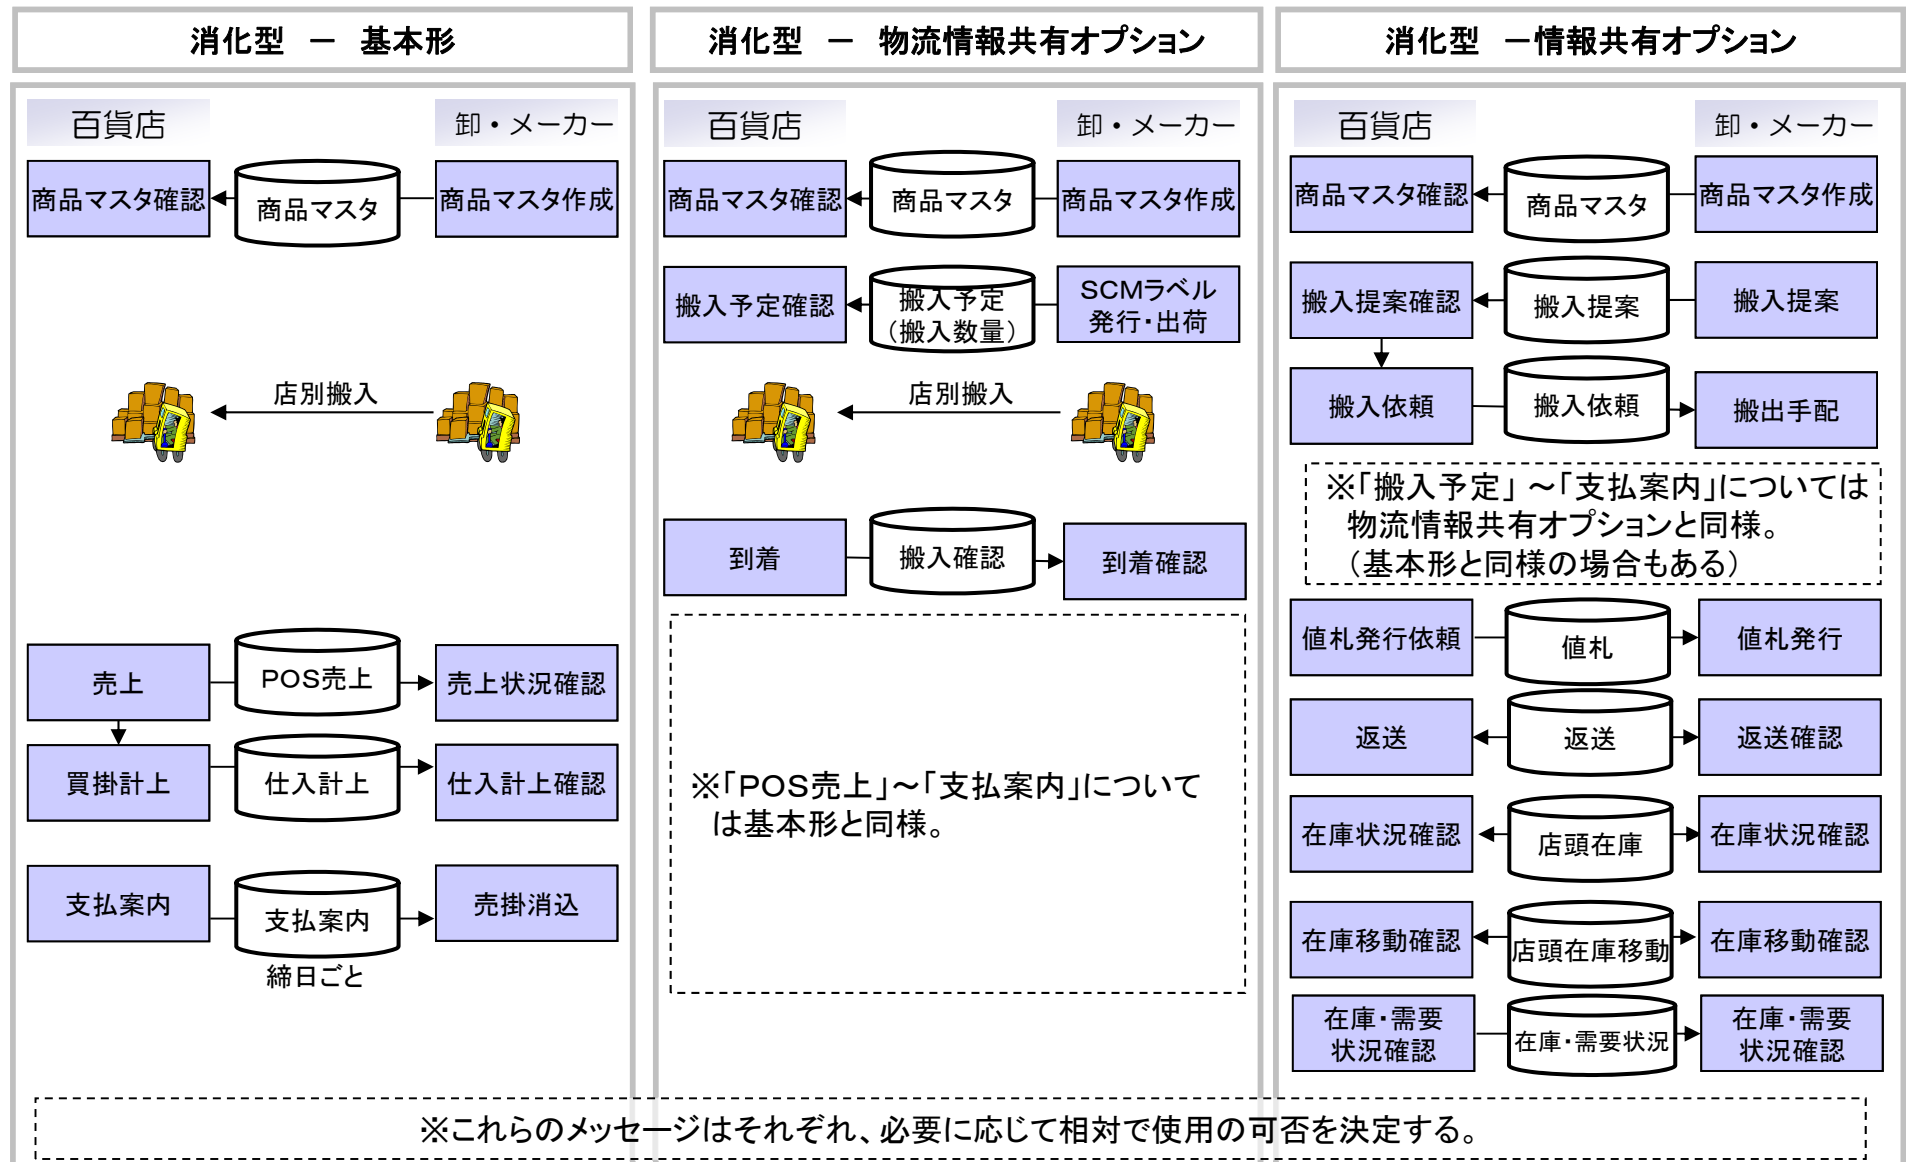 消化型 － 基本形
百貨店
卸・メーカー
商品マスタ確認
商品マスタ
商品マスタ作成
店別搬入
売上
POS売上
売上状況確認
買掛計上
仕入計上
仕入計上確認
支払案内
支払案内
売掛消込
締日ごと
消化型 － 物流情報共有オプション
百貨店
卸・メーカー
商品マスタ確認
商品マスタ
商品マスタ作成
搬入予定確認
搬入予定
（搬入数量）
SCMラベル
発行・出荷
店別搬入
到着
搬入確認
到着確認
※「POS売上」～「支払案内」について
は基本形と同様。
消化型 －情報共有オプション
百貨店
卸・メーカー
商品マスタ確認
商品マスタ
商品マスタ作成
搬入提案確認
搬入提案
搬入提案
搬入依頼
搬入依頼
搬出手配
※「搬入予定」～「支払案内」については
物流情報共有オプションと同様。
（基本形と同様の場合もある）
値札発行依頼
値札
値札発行
返送
返送
返送確認
在庫状況確認
店頭在庫
在庫状況確認
在庫移動確認
店頭在庫移動
在庫移動確認
在庫・需要
状況確認
在庫・需要状況
在庫・需要
状況確認
※これらのメッセージはそれぞれ、必要に応じて相対で使用の可否を決定する。